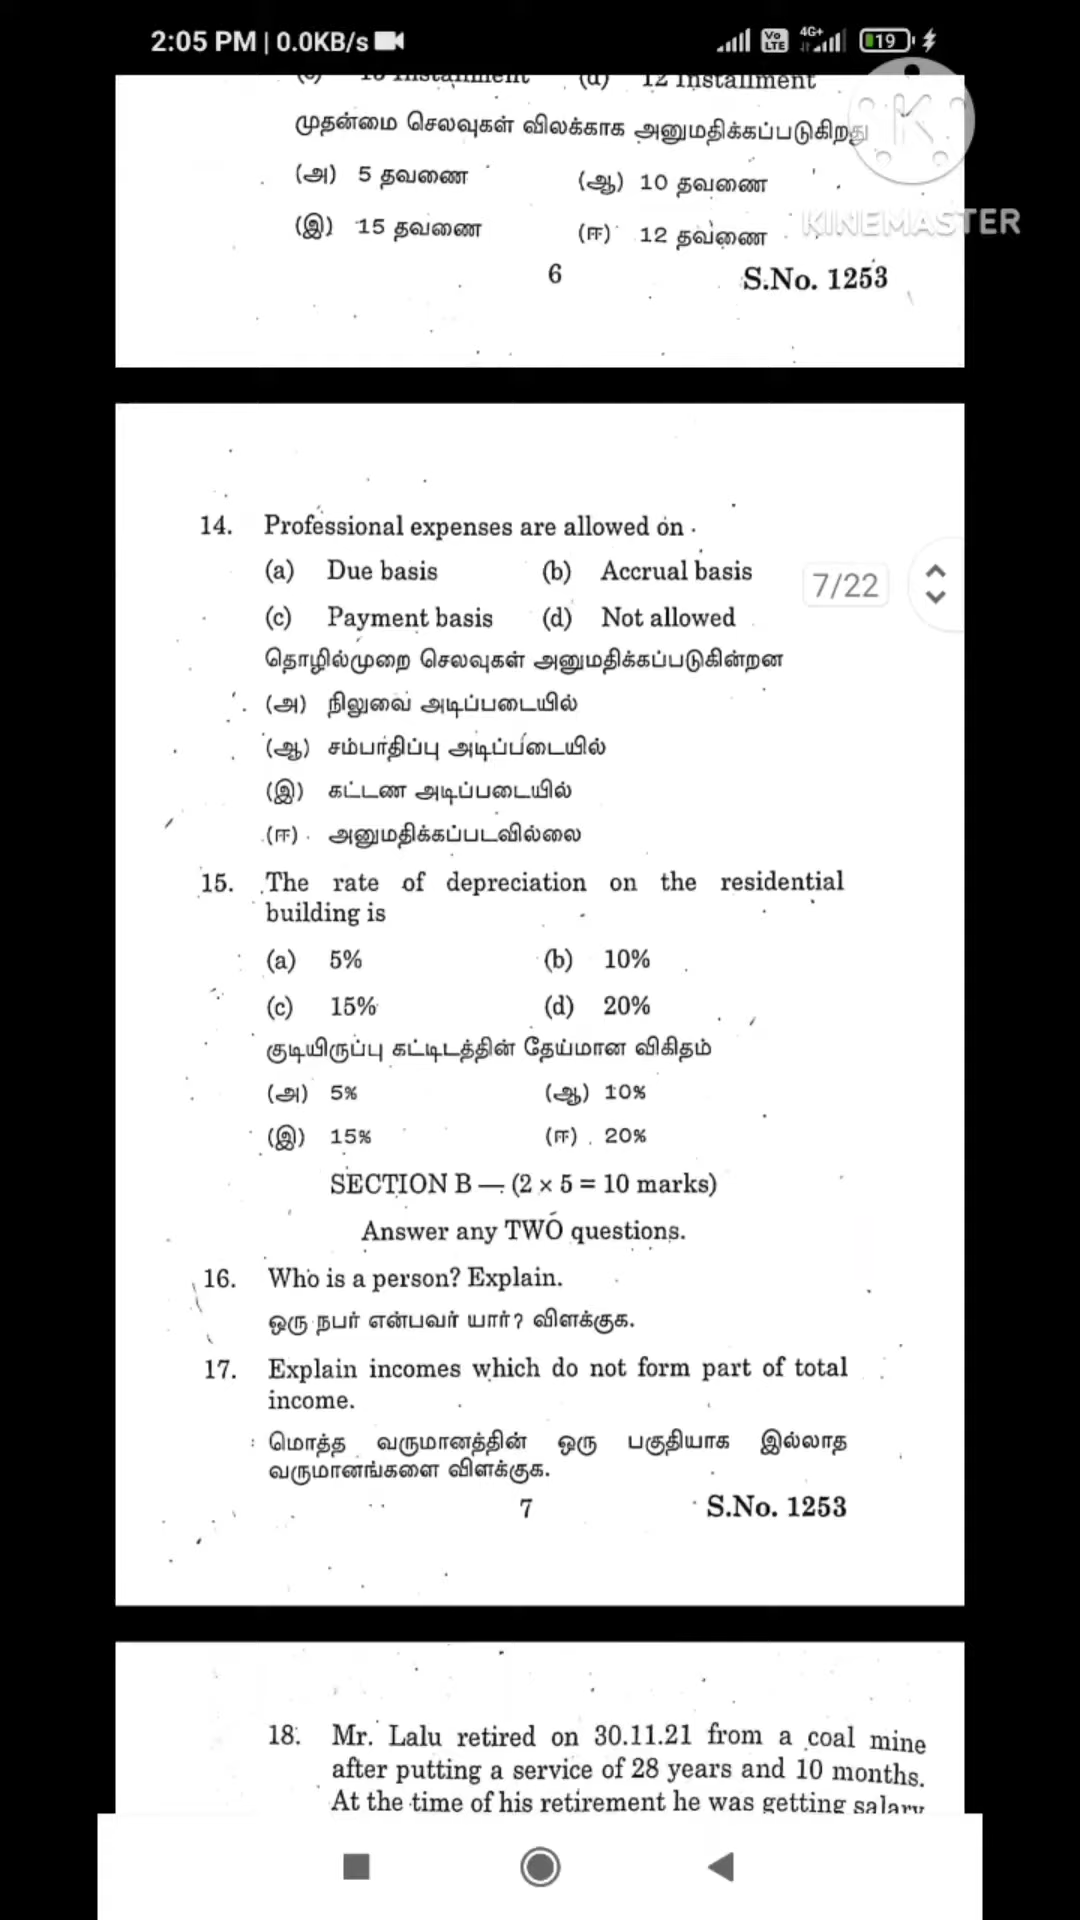 2:05 PM | 0.0KB/s
Vo LTE 4G+ 19
Installment (d) 12 Installment
முதன்மை செலவுகள் விலக்காக அனுமதிக்கப்படுகிறது
(அ) 5 தவணை (ஆ) 10 தவணை
(இ) 15 தவணை (ஈ) 12 தவணை
KINEMASTER
6 S.No. 1253
14. Professional expenses are allowed on
(a) Due basis (b) Accrual basis
7/22
(c) Payment basis (d) Not allowed
தொழில்முறை செலவுகள் அனுமதிக்கப்படுகின்றன
(அ) நிலுவை அடிப்படையில்
(ஆ) சம்பாதிப்பு அடிப்படையில்
(இ) கட்டண அடிப்படையில்
(ஈ) அனுமதிக்கப்படவில்லை
15. The rate of depreciation on the residential
building is
(a) 5% (b) 10%
(c) 15% (d) 20%
குடியிருப்பு கட்டிடத்தின் தேய்மான விகிதம்
(அ) 5% (ஆ) 10%
(இ) 15% (ஈ) 20%
SECTION B — (2 × 5 = 10 marks)
Answer any TWO questions.
16. Who is a person? Explain.
ஒரு நபர் என்பவர் யார்? விளக்குக.
17. Explain incomes which do not form part of total
income.
மொத்த வருமானத்தின் ஒரு பகுதியாக இல்லாத
வருமானங்களை விளக்குக.
7 S.No. 1253
18. Mr. Lalu retired on 30.11.21 from a coal mine
after putting a service of 28 years and 10 months.
At the time of his retirement he was getting salary